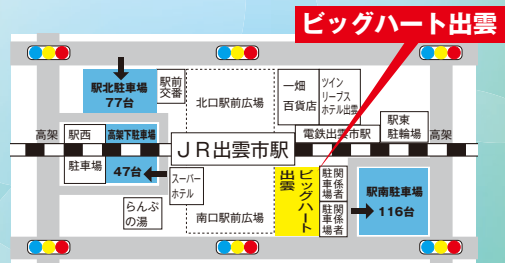 ビッグハート出雲
駅北駐車場
77台
駅前
交番
北口駅前広場
一畑
百貨店
ツイン
リーブス
ホテル出雲
高架
駅西
駐車場
高架下駐車場
47台
JR出雲市駅
電鉄出雲市駅
駅東
駐輪場
高架
スーパー
ホテル
らんぷ
の湯
南口駅前広場
ビッグハート
出雲
関係者
駐車場
関係者
駐車場
駅南駐車場
116台